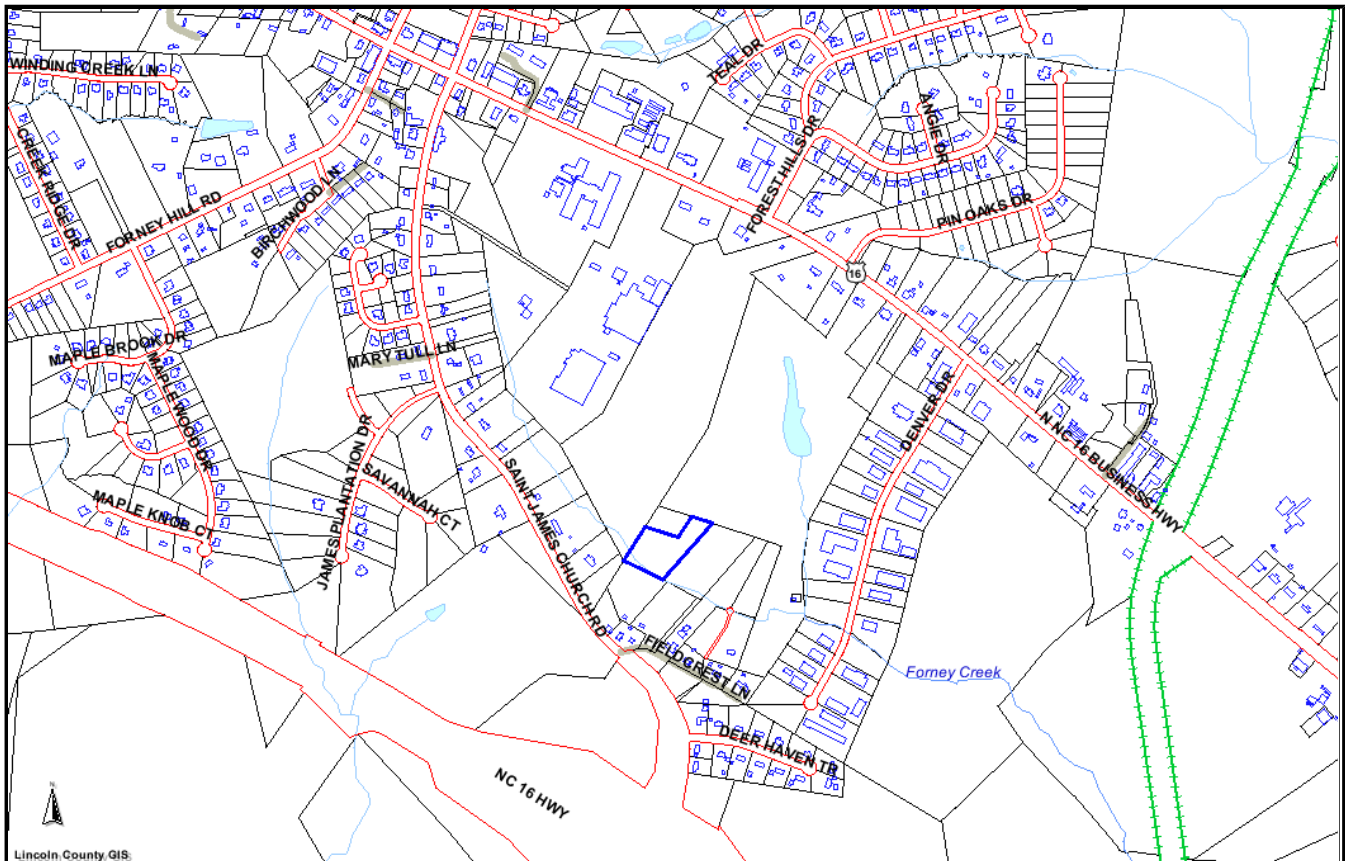 TEAL DR
WINDING CREEK LN
ANGIE DR
CREEK RIDGE DR
FOREST HILLS DR
BIRCHWOOD LN
FORNEY HILL RD
PIN OAKS DR
16
MAPLE BROOK DR
MARY TULL LN
MAPLE WOOD DR
DENVER DR
N NC 16 BUSINESS HWY
JAMES PLANTATION DR
SAVANNAH CT
SAINT JAMES CHURCH RD
MAPLE KNOB CT
FIELDCREST LN
Forney Creek
DEER HAVEN TR
NC 16 HWY
N
Lincoln County GIS